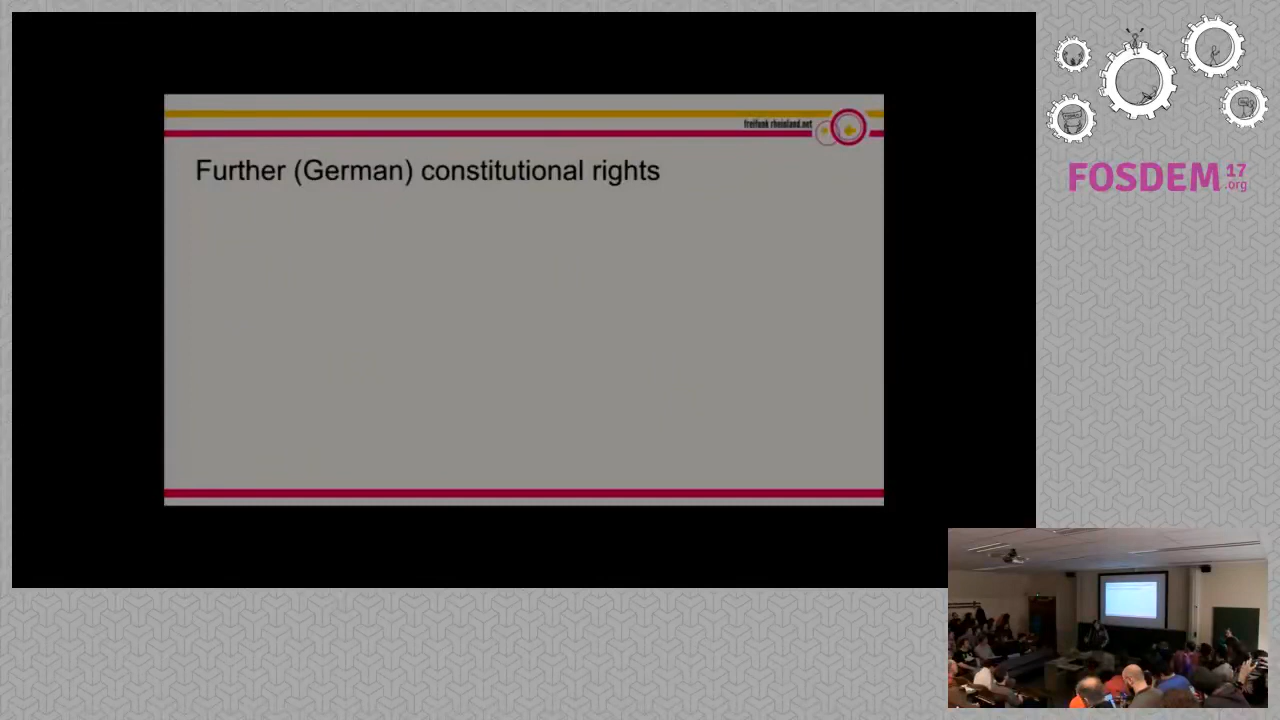 freifunk rheinland.net
Further (German) constitutional rights
FOSDEM 17
.org